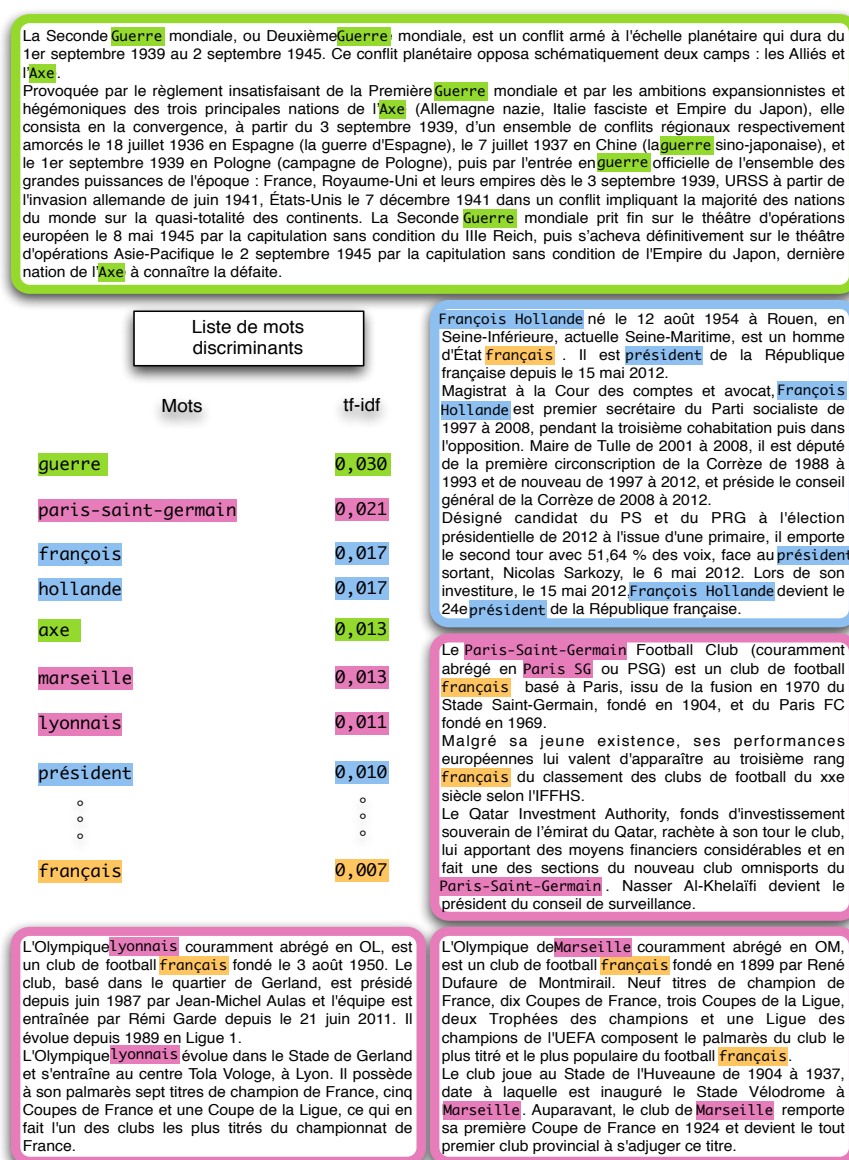 La Seconde Guerre mondiale, ou Deuxième Guerre mondiale, est un conflit armé à l'échelle planétaire qui dura du
1er septembre 1939 au 2 septembre 1945. Ce conflit planétaire opposa schématiquement deux camps : les Alliés et
l'Axe.
Provoquée par le règlement insatisfaisant de la Première Guerre mondiale et par les ambitions expansionnistes et
hégémoniques des trois principales nations de l'Axe (Allemagne nazie, Italie fasciste et Empire du Japon), elle
consista en la convergence, à partir du 3 septembre 1939, d'un ensemble de conflits régionaux respectivement
amorcés le 18 juillet 1936 en Espagne (la guerre d'Espagne), le 7 juillet 1937 en Chine (la guerre sino-japonaise), et
le 1er septembre 1939 en Pologne (campagne de Pologne), puis par l'entrée en guerre officielle de l'ensemble des
grandes puissances de l'époque : France, Royaume-Uni et leurs empires dès le 3 septembre 1939, URSS à partir de
l'invasion allemande de juin 1941, États-Unis le 7 décembre 1941 dans un conflit impliquant la majorité des nations
du monde sur la quasi-totalité des continents. La Seconde Guerre mondiale prit fin sur le théâtre d'opérations
européen le 8 mai 1945 par la capitulation sans condition du IIIe Reich, puis s'acheva définitivement sur le théâtre
d'opérations Asie-Pacifique le 2 septembre 1945 par la capitulation sans condition de l'Empire du Japon, dernière
nation de l'Axe à connaître la défaite.
Liste de mots
discriminants
Mots tf-idf
guerre 0,030
paris-saint-germain 0,021
françois 0,017
hollande 0,017
axe 0,013
marseille 0,013
lyonnais 0,011
président 0,010
français 0,007
François Hollande né le 12 août 1954 à Rouen, en
Seine-Inférieure, actuelle Seine-Maritime, est un homme
d'État français . Il est président de la République
française depuis le 15 mai 2012.
Magistrat à la Cour des comptes et avocat, François
Hollande est premier secrétaire du Parti socialiste de
1997 à 2008, pendant la troisième cohabitation puis dans
l'opposition. Maire de Tulle de 2001 à 2008, il est député
de la première circonscription de la Corrèze de 1988 à
1993 et de nouveau de 1997 à 2012, et préside le conseil
général de la Corrèze de 2008 à 2012.
Désigné candidat du PS et du PRG à l'élection
présidentielle de 2012 à l'issue d'une primaire, il emporte
le second tour avec 51,64 % des voix, face au président
sortant, Nicolas Sarkozy, le 6 mai 2012. Lors de son
investiture, le 15 mai 2012, François Hollande devient le
24e président de la République française.
Le Paris-Saint-Germain Football Club (couramment
abrégé en Paris SG ou PSG) est un club de football
français basé à Paris, issu de la fusion en 1970 du
Stade Saint-Germain, fondé en 1904, et du Paris FC
fondé en 1969.
Malgré sa jeune existence, ses performances
européennes lui valent d'apparaître au troisième rang
français du classement des clubs de football du xxe
siècle selon l'IFFHS.
Le Qatar Investment Authority, fonds d'investissement
souverain de l'émirat du Qatar, rachète à son tour le club,
lui apportant des moyens financiers considérables et en
fait une des sections du nouveau club omnisports du
Paris-Saint-Germain . Nasser Al-Khelaïfi devient le
président du conseil de surveillance.
L'Olympique lyonnais couramment abrégé en OL, est
un club de football français fondé le 3 août 1950. Le
club, basé dans le quartier de Gerland, est présidé
depuis juin 1987 par Jean-Michel Aulas et l'équipe est
entraînée par Rémi Garde depuis le 21 juin 2011. Il
évolue depuis 1989 en Ligue 1.
L'Olympique lyonnais évolue dans le Stade de Gerland
et s'entraîne au centre Tola Vologe, à Lyon. Il possède
à son palmarès sept titres de champion de France, cinq
Coupes de France et une Coupe de la Ligue, ce qui en
fait l'un des clubs les plus titrés du championnat de
France.
L'Olympique de Marseille couramment abrégé en OM,
est un club de football français fondé en 1899 par René
Dufaure de Montmirail. Neuf titres de champion de
France, dix Coupes de France, trois Coupes de la Ligue,
deux Trophées des champions et une Ligue des
champions de l'UEFA composent le palmarès du club le
plus titré et le plus populaire du football français.
Le club joue au Stade de l'Huveaune de 1904 à 1937,
date à laquelle est inauguré le Stade Vélodrome à
Marseille. Auparavant, le club de Marseille remporte
sa première Coupe de France en 1924 et devient le tout
premier club provincial à s'adjuger ce titre.